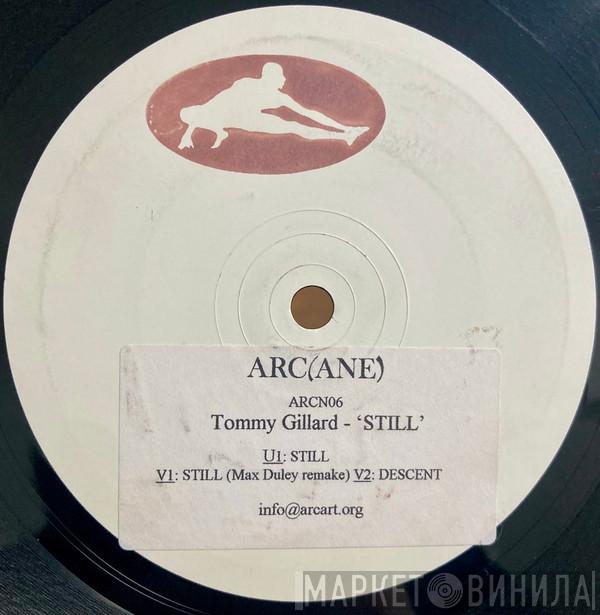 ARC(ANE)
ARCN06
Tommy Gillard - ‘STILL’
U1: STILL
V1: STILL (Max Duley remake) V2: DESCENT
info@arcart.org
МАРКЕТ ВИНИЛА